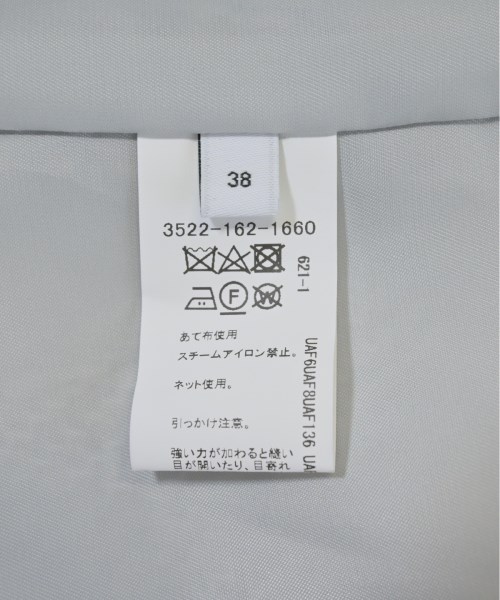 38
3522-162-1660
621-I
F
W
あて布使用
スチームアイロン禁止。
ネット使用。
引っかけ注意。
強い力が加わると縫い
目が開いたり、目寄れ
UAF6UAF8UAF136 UA